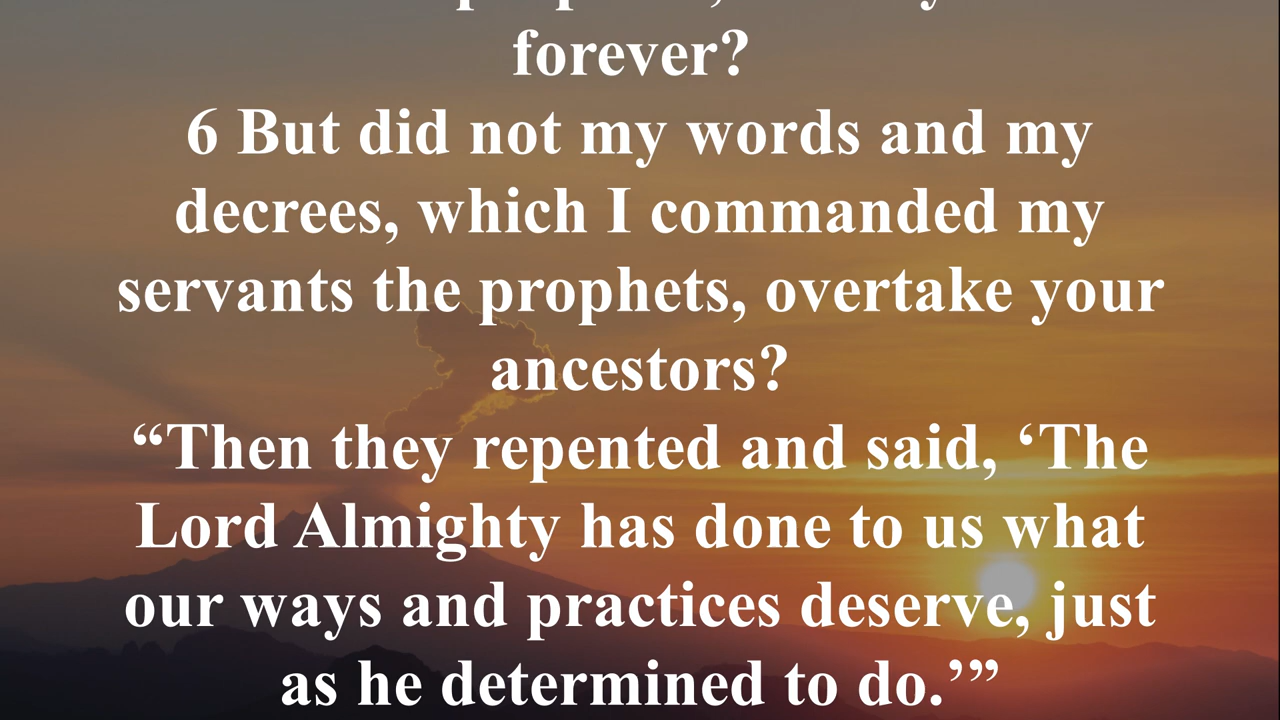 forever?
6 But did not my words and my
decrees, which I commanded my
servants the prophets, overtake your
ancestors?
“Then they repented and said, ‘The
Lord Almighty has done to us what
our ways and practices deserve, just
as he determined to do.’”